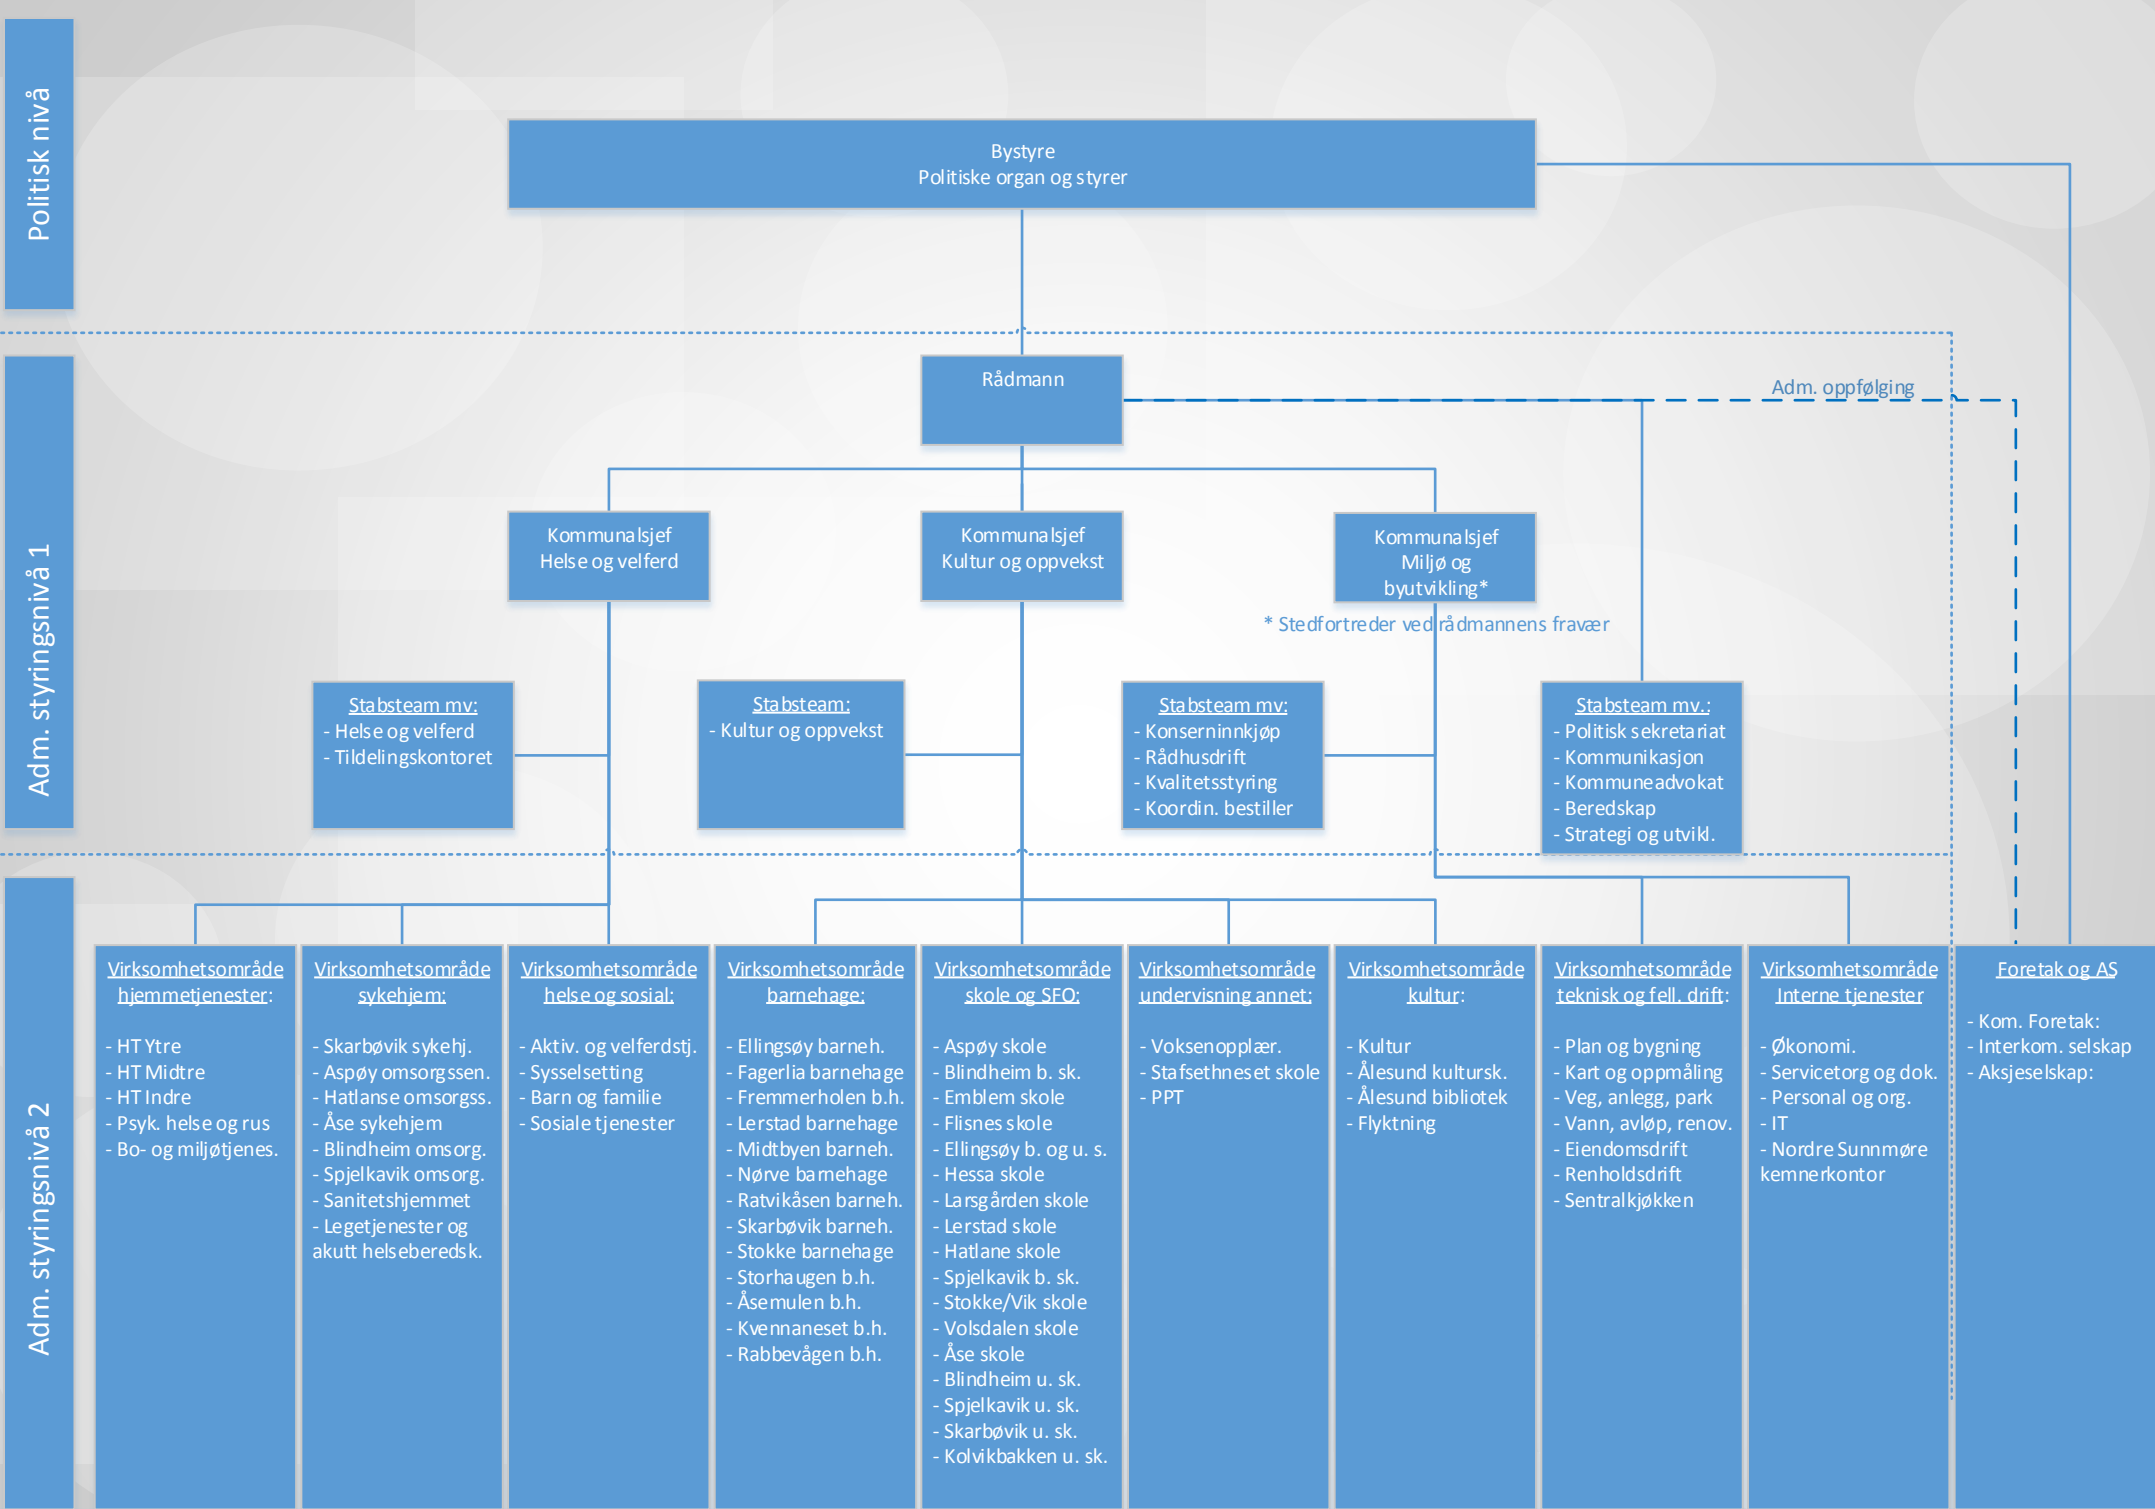 Politisk nivå
Bystyre
Politiske organ og styrer
Adm. styringsnivå 1
Rådmann
Adm. oppfølging
Kommunalsjef
Helse og velferd
Kommunalsjef
Kultur og oppvekst
Kommunalsjef
Miljø og
byutvikling*
* Stedfortreder ved rådmannens fravær
Stabsteam mv:
- Helse og velferd
- Tildelingskontoret
Stabsteam:
- Kultur og oppvekst
Stabsteam mv:
- Konserninnkjøp
- Rådhusdrift
- Kvalitetsstyring
- Koordin. bestiller
Stabsteam mv.:
- Politisk sekretariat
- Kommunikasjon
- Kommuneadvokat
- Beredskap
- Strategi og utvikl.
Adm. styringsnivå 2
Virksomhetsområde
hjemmetjenester:
- HT Ytre
- HT Midtre
- HT Indre
- Psyk. helse og rus
- Bo- og miljøtjenes.
Virksomhetsområde
sykehjem:
- Skarbøvik sykehj.
- Aspøy omsorgssen.
- Hatlanse omsorgss.
- Åse sykehjem
- Blindheim omsorg.
- Spjelkavik omsorg.
- Sanitetshjemmet
- Legetjenester og
akutt helseberedsk.
Virksomhetsområde
helse og sosial:
- Aktiv. og velferdstj.
- Sysselsetting
- Barn og familie
- Sosiale tjenester
Virksomhetsområde
barnehage:
- Ellingsøy barneh.
- Fagerlia barnehage
- Fremmerholen b.h.
- Lerstad barnehage
- Midtbyen barneh.
- Nørve barnehage
- Ratvikåsen barneh.
- Skarbøvik barneh.
- Stokke barnehage
- Storhaugen b.h.
- Åsemulen b.h.
- Kvennaneset b.h.
- Rabbevågen b.h.
Virksomhetsområde
skole og SFO:
- Aspøy skole
- Blindheim b. sk.
- Emblem skole
- Flisnes skole
- Ellingsøy b. og u. s.
- Hessa skole
- Larsgården skole
- Lerstad skole
- Hatlane skole
- Spjelkavik b. sk.
- Stokke/Vik skole
- Volsdalen skole
- Åse skole
- Blindheim u. sk.
- Spjelkavik u. sk.
- Skarbøvik u. sk.
- Kolvikbakken u. sk.
Virksomhetsområde
undervisning annet:
- Voksenopplær.
- Stafsethneset skole
- PPT
Virksomhetsområde
kultur:
- Kultur
- Ålesund kultursk.
- Ålesund bibliotek
- Flyktning
Virksomhetsområde
teknisk og fell. drift:
- Plan og bygning
- Kart og oppmåling
- Veg, anlegg, park
- Vann, avløp, renov.
- Eiendomsdrift
- Renholdsdrift
- Sentralkjøkken
Virksomhetsområde
Interne tjenester
- Økonomi.
- Servicetorg og dok.
- Personal og org.
- IT
- Nordre Sunnmøre
kemnerkontor
Foretak og AS
- Kom. Foretak:
- Interkom. selskap
- Aksjeselskap: